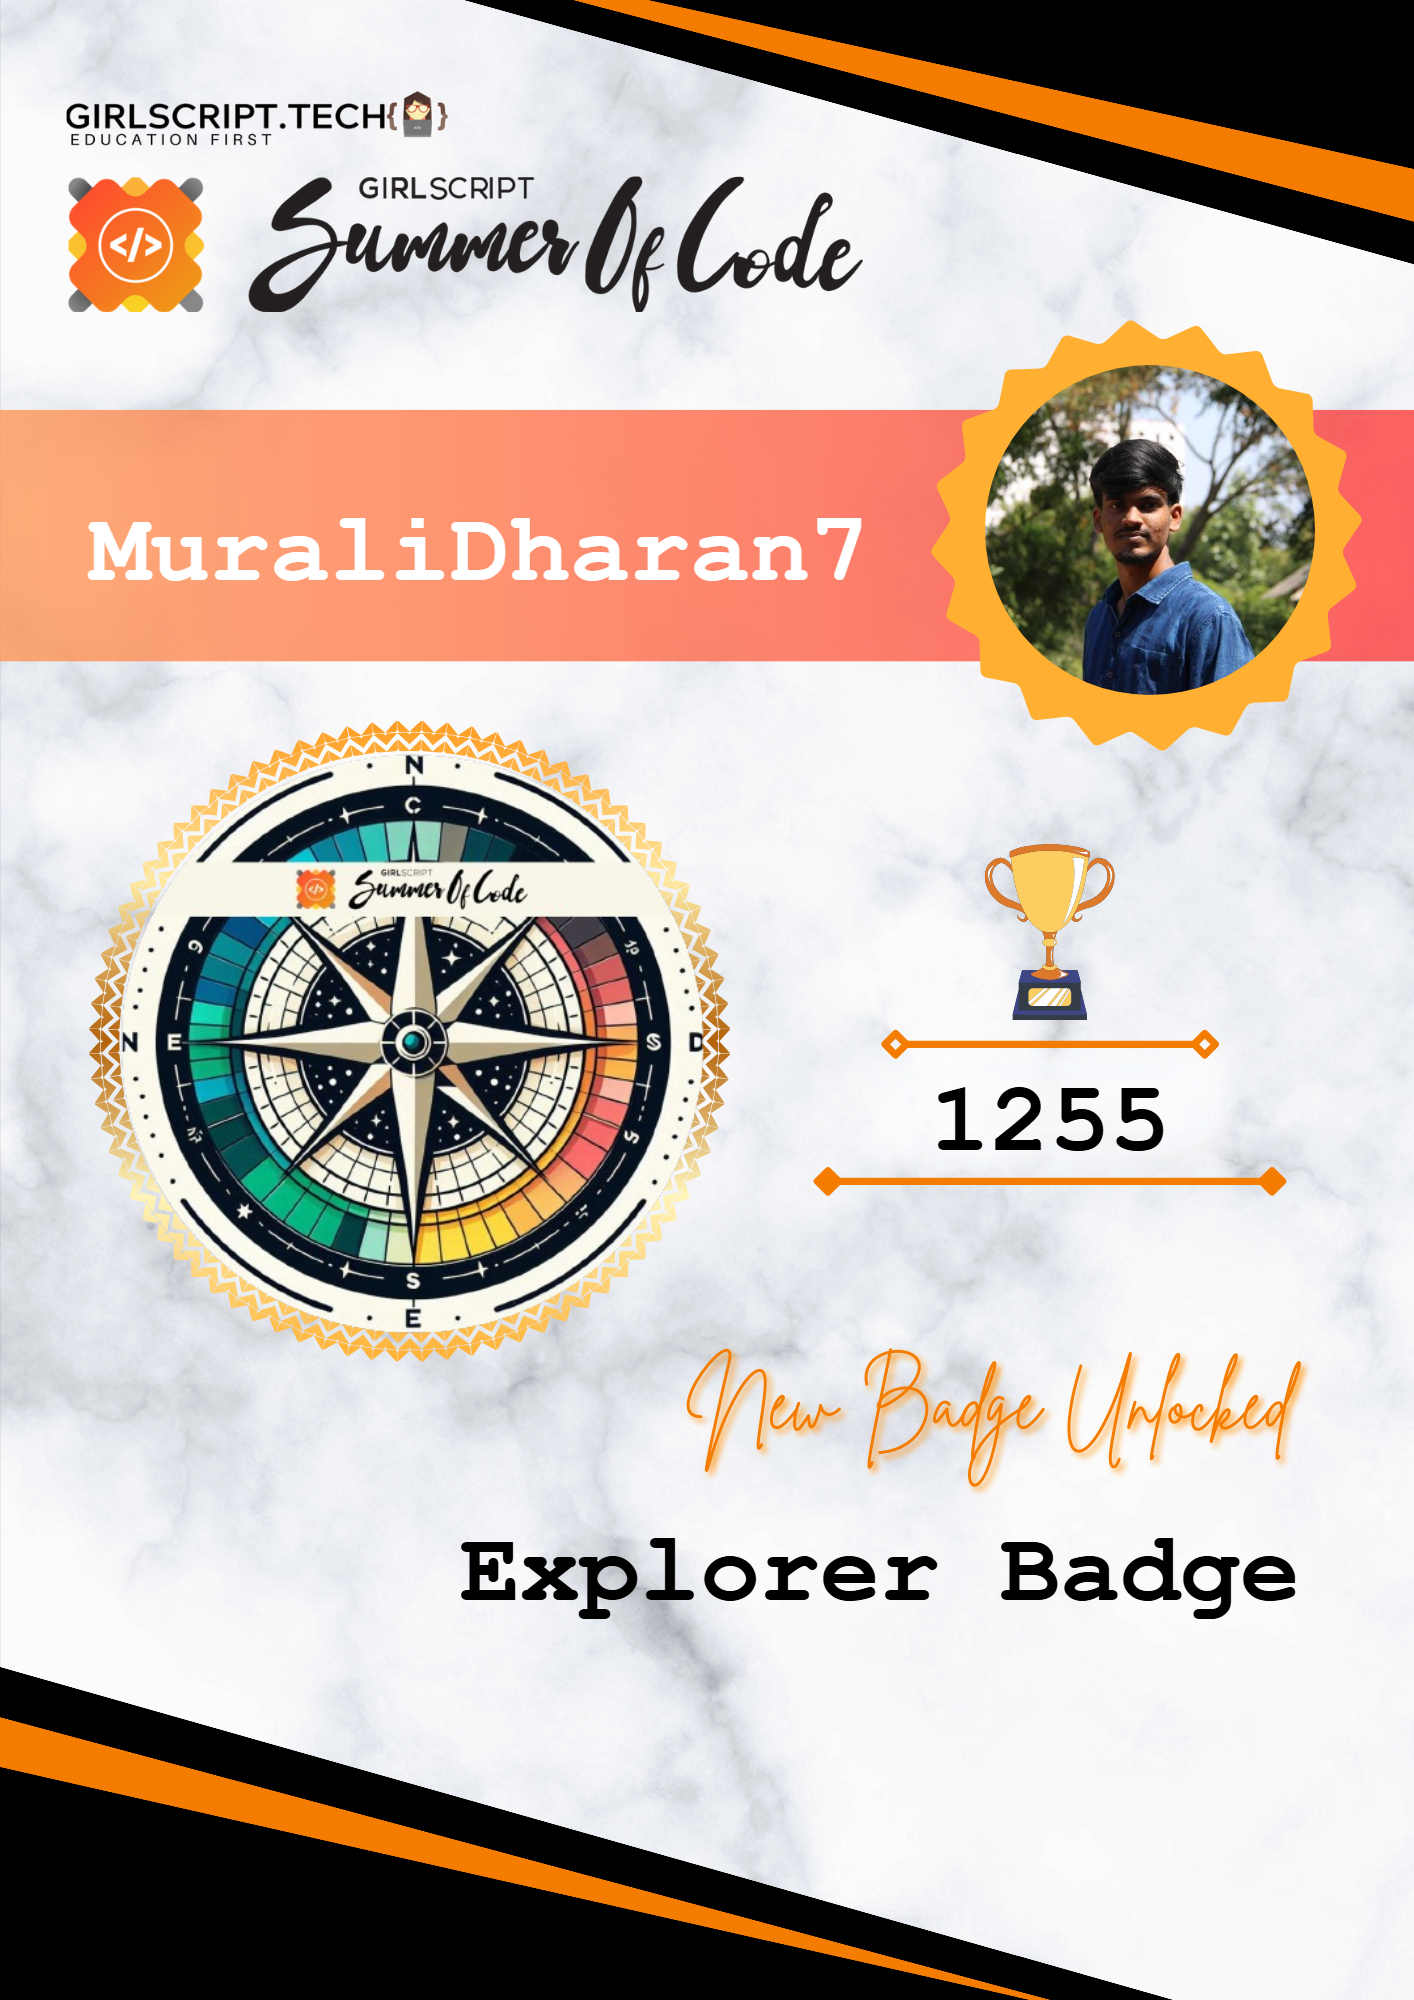 GIRLSCRIPT.TECH{ }
EDUCATION FIRST
GIRLSCRIPT
Summer Of Code
</>
MuraliDharan7
N
C
GIRLSCRIPT
</> Summer Of Code
N E S D
5
S
E
1255
New Badge Unlocked
Explorer Badge